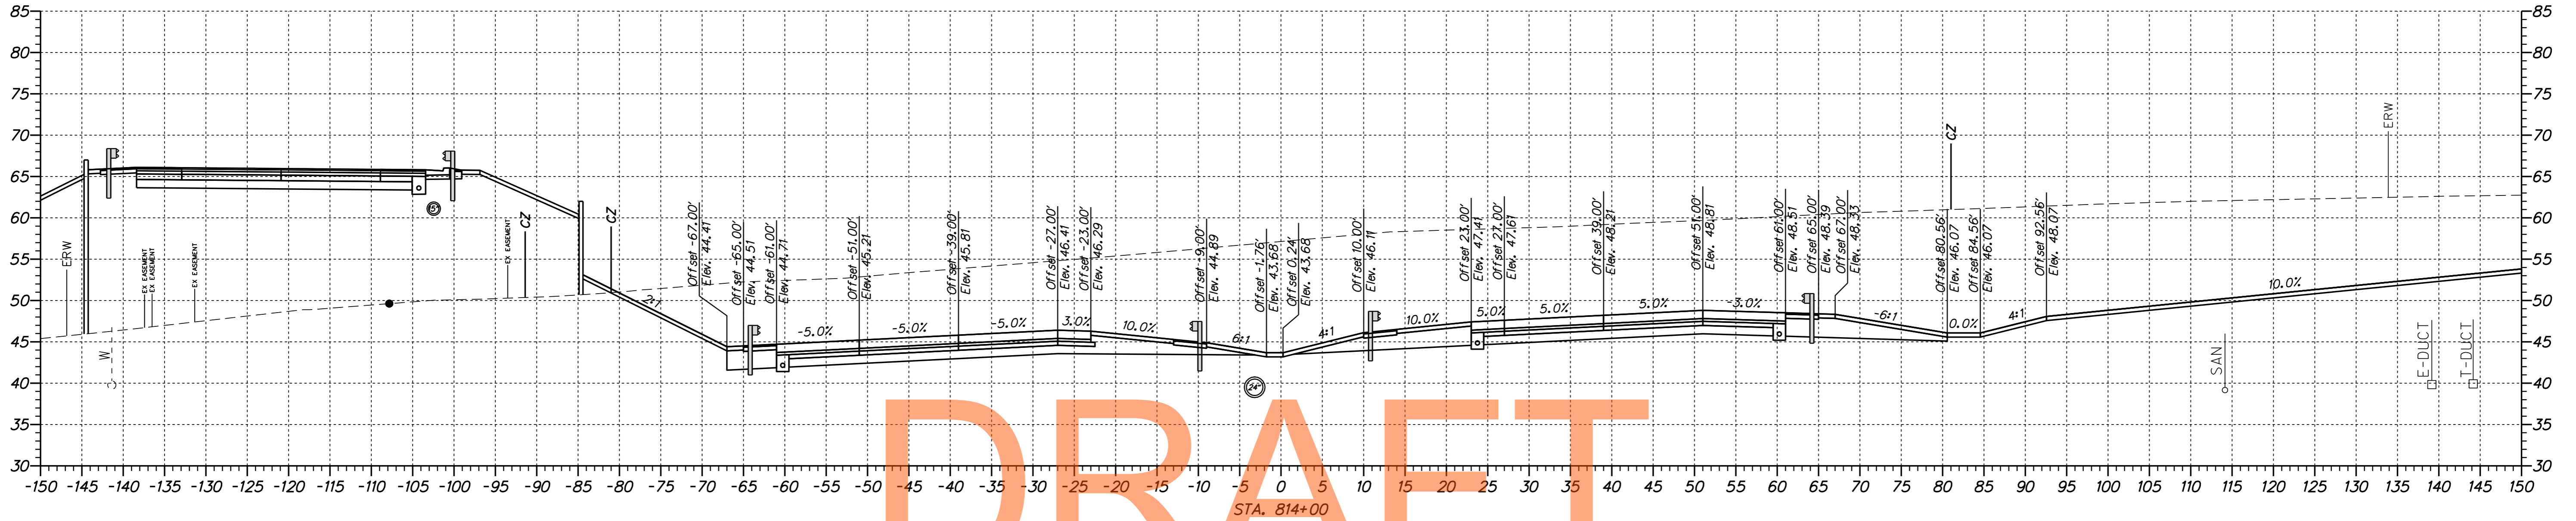 85 85
80 80
75 75
70 70
65 65
60 60
55 55
50 50
45 45
40 40
35 35
30 30
ERW
EX EASEMENT
EX EASEMENT
EX EASEMENT
EX EASEMENT
CZ
CZ
2:1
Offset -67.00'
Elev. 44.41
Offset -65.00'
Elev. 44.51
Offset -61.00'
Elev. 44.71
Offset -51.00'
Elev. 45.21
Offset -39.00'
Elev. 45.81
Offset -27.00'
Elev. 46.41
Offset -23.00'
Elev. 46.29
Offset -9.00'
Elev. 44.89
Offset -1.76'
Elev. 43.68
Offset 0.24'
Elev. 43.68
Offset 10.00'
Elev. 46.11
Offset 23.00'
Elev. 47.41
Offset 27.00'
Elev. 47.61
Offset 39.00'
Elev. 48.21
Offset 51.00'
Elev. 48.81
Offset 61.00'
Elev. 48.51
Offset 65.00'
Elev. 48.39
Offset 67.00'
Elev. 48.33
Offset 80.56'
Elev. 46.07
Offset 84.56'
Elev. 46.07
Offset 92.56'
Elev. 48.07
CZ
ERW
-5.0% -5.0% -5.0% 3.0% 10.0% 6:1 4:1 10.0% 5.0% 5.0% 5.0% -3.0% -6:1 0.0% 4:1 10.0%
24"
SAN
E-DUCT
T-DUCT
-150 -145 -140 -135 -130 -125 -120 -115 -110 -105 -100 -95 -90 -85 -80 -75 -70 -65 -60 -55 -50 -45 -40 -35 -30 -25 -20 -15 -10 -5 0 5 10 15 20 25 30 35 40 45 50 55 60 65 70 75 80 85 90 95 100 105 110 115 120 125 130 135 140 145 150
STA. 814+00
DRAFT